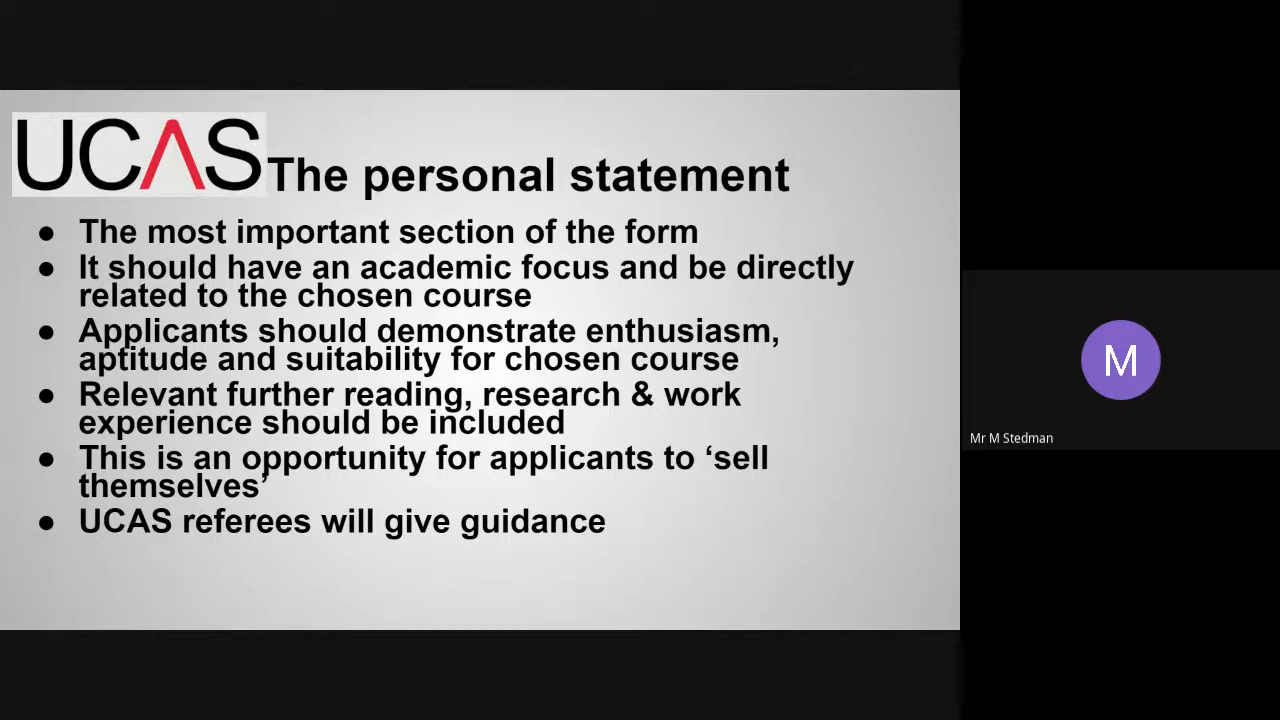 UCAS The personal statement
● The most important section of the form
● It should have an academic focus and be directly
related to the chosen course
● Applicants should demonstrate enthusiasm,
aptitude and suitability for chosen course
● Relevant further reading, research & work
experience should be included
● This is an opportunity for applicants to ‘sell
themselves’
● UCAS referees will give guidance
M
Mr M Stedman